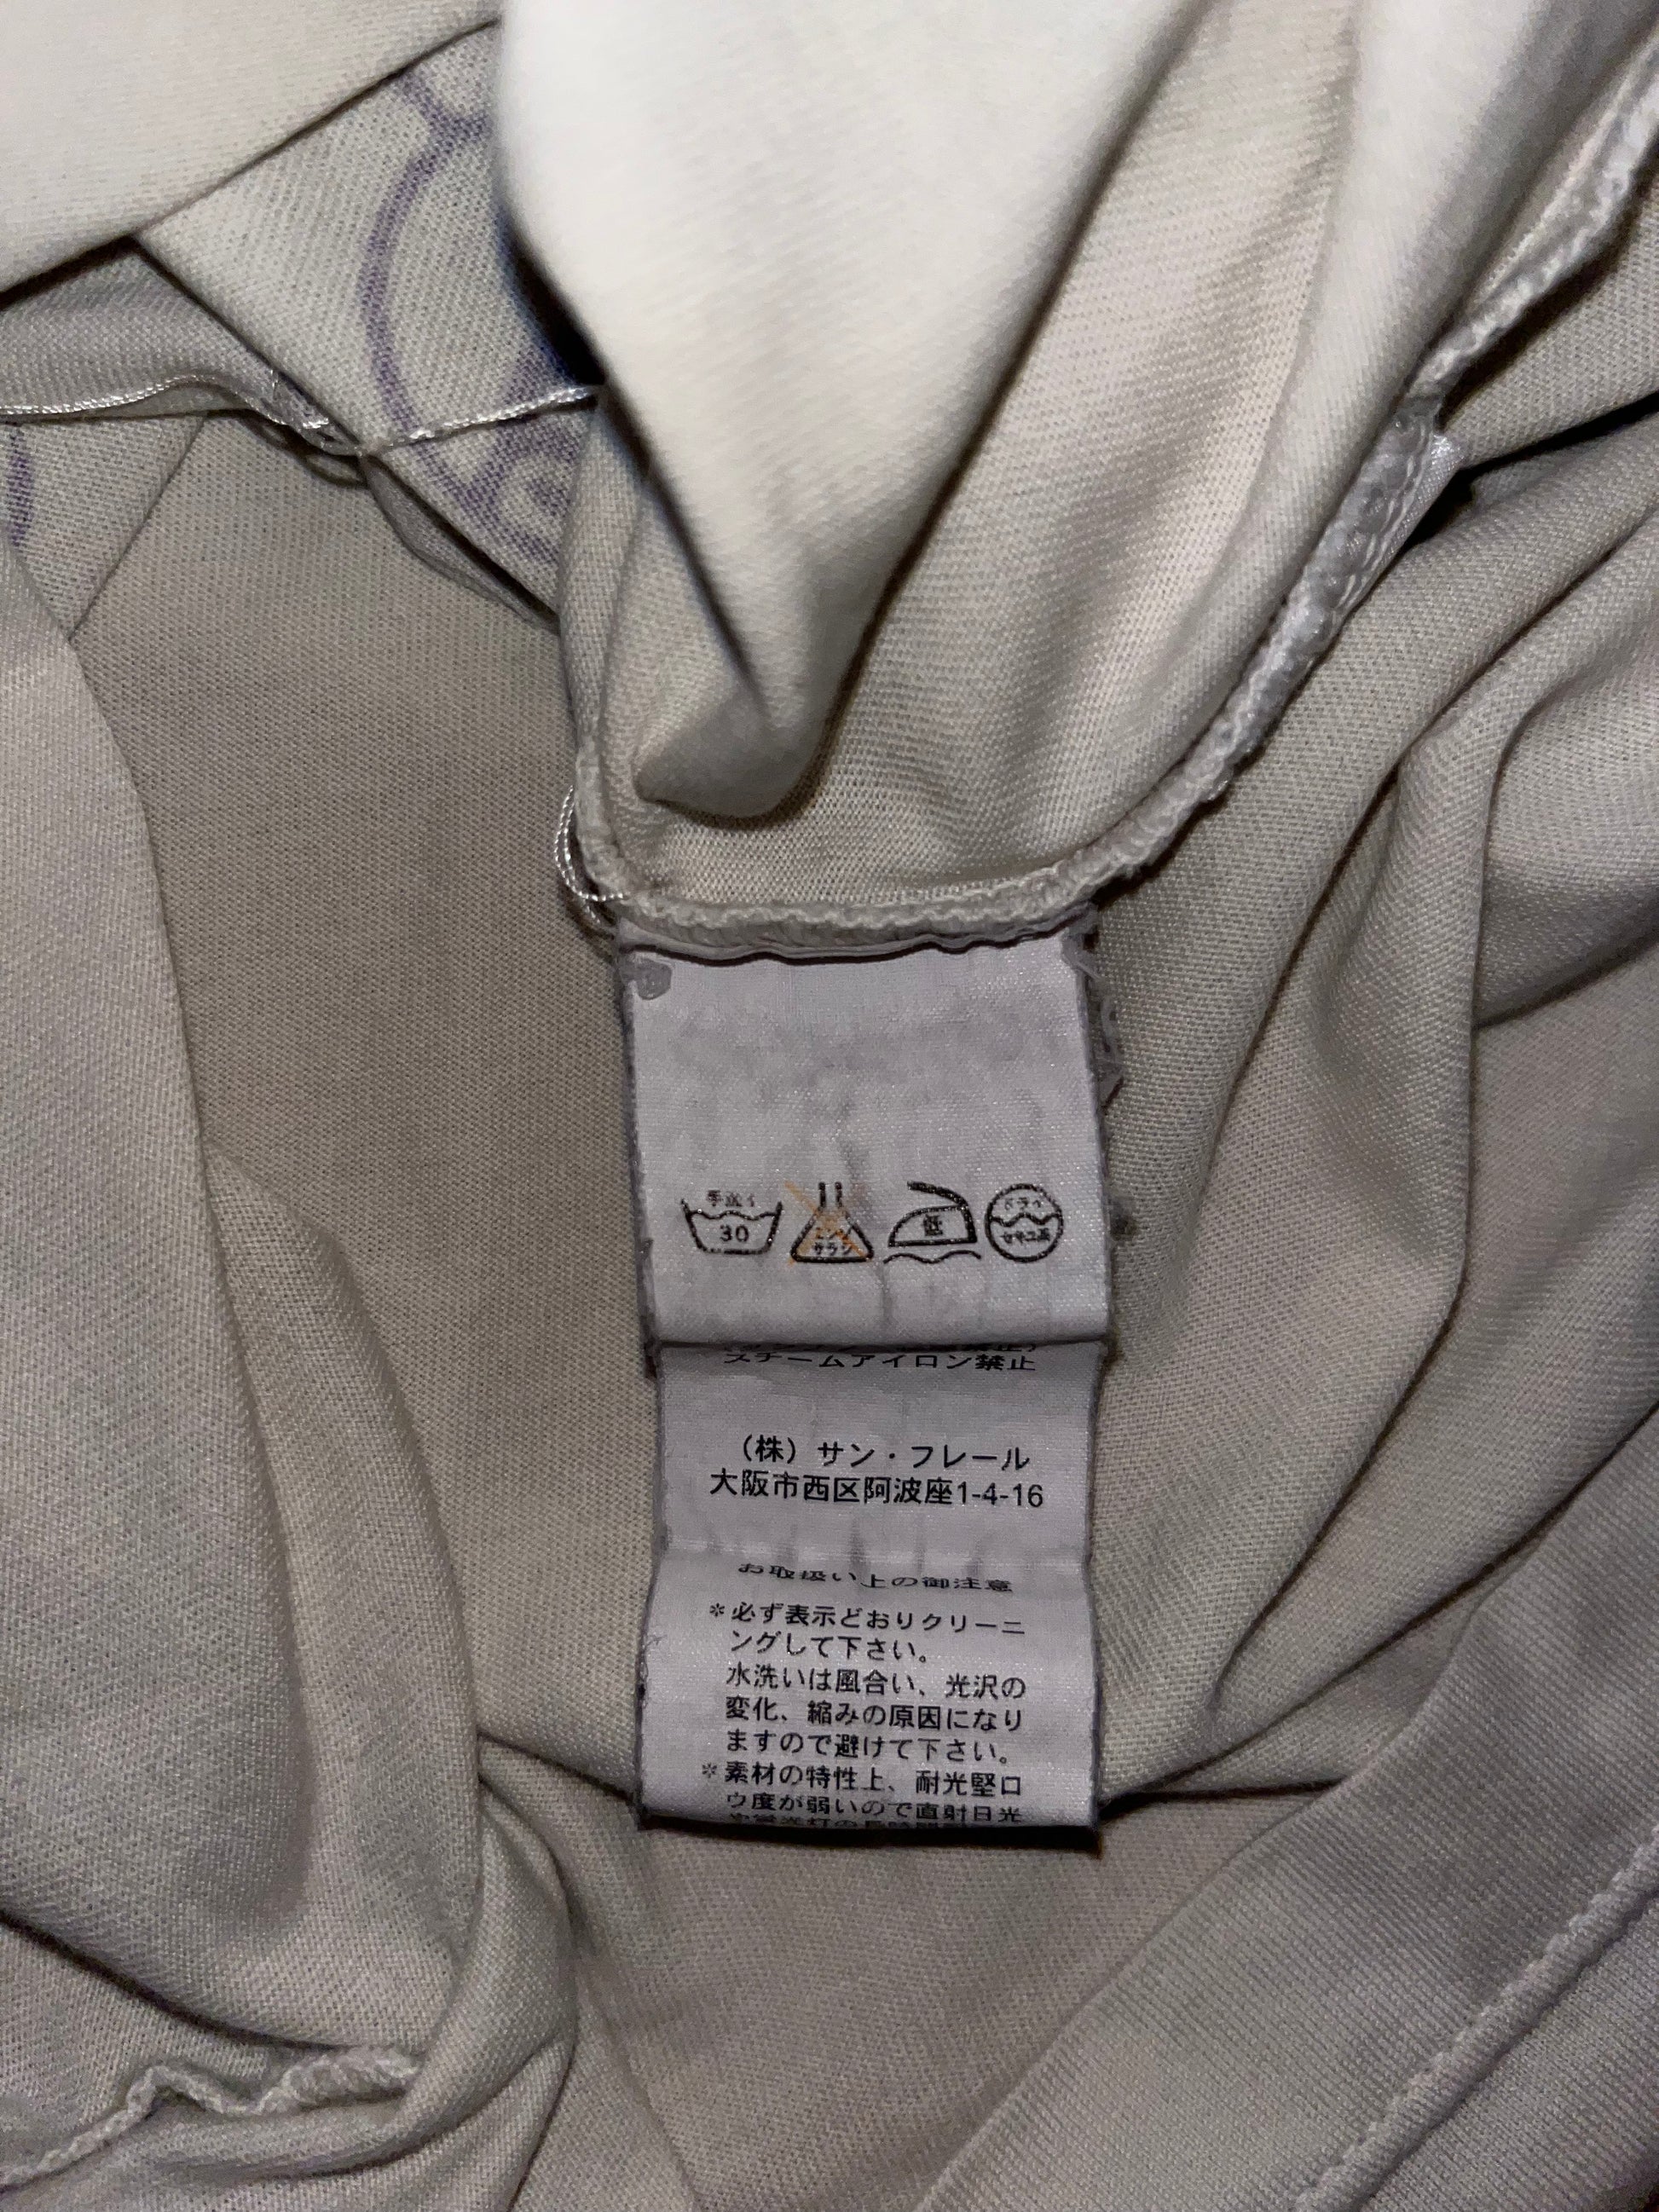 手洗イ
30
エンソ
サラシ
低
ドライ
セキユ系
スチームアイロン禁止
(株) サン・フレール
大阪市西区阿波座1-4-16
お取扱い上の御注意
*必ず表示どおりクリーニ
ングして下さい。
水洗いは風合い、光沢の
変化、縮みの原因になり
ますので避けて下さい。
*素材の特性上、耐光堅ロ
ウ度が弱いので直射日光